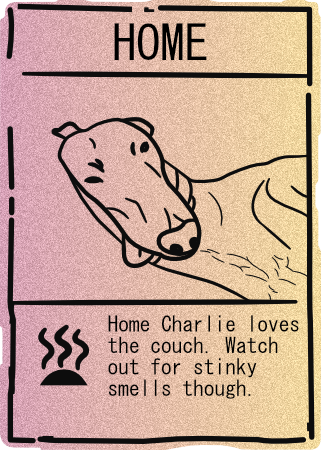 HOME
Home Charlie loves
the couch. Watch
out for stinky
smells though.